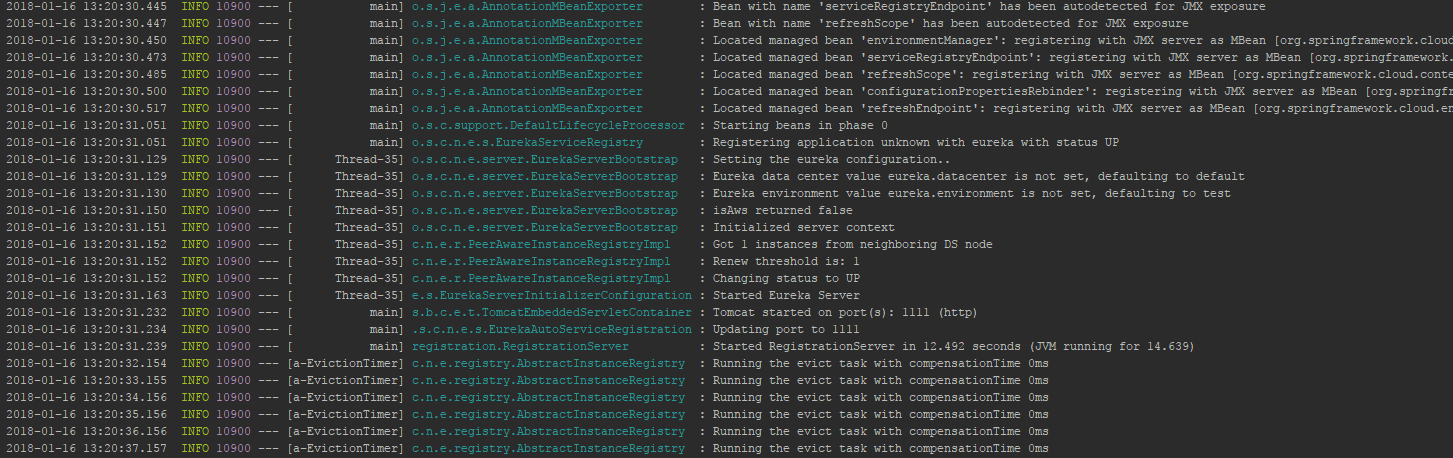 2018-01-16 13:20:30.445 INFO 10900 --- [ main] o.s.j.e.a.AnnotationMBeanExporter : Bean with name 'serviceRegistryEndpoint' has been autodetected for JMX exposure
2018-01-16 13:20:30.447 INFO 10900 --- [ main] o.s.j.e.a.AnnotationMBeanExporter : Bean with name 'refreshScope' has been autodetected for JMX exposure
2018-01-16 13:20:30.450 INFO 10900 --- [ main] o.s.j.e.a.AnnotationMBeanExporter : Located managed bean 'environmentManager': registering with JMX server as MBean [org.springframework.cloud
2018-01-16 13:20:30.473 INFO 10900 --- [ main] o.s.j.e.a.AnnotationMBeanExporter : Located managed bean 'serviceRegistryEndpoint': registering with JMX server as MBean [org.springframework.
2018-01-16 13:20:30.485 INFO 10900 --- [ main] o.s.j.e.a.AnnotationMBeanExporter : Located managed bean 'refreshScope': registering with JMX server as MBean [org.springframework.cloud.conte
2018-01-16 13:20:30.500 INFO 10900 --- [ main] o.s.j.e.a.AnnotationMBeanExporter : Located managed bean 'configurationPropertiesRebinder': registering with JMX server as MBean [org.springf
2018-01-16 13:20:30.517 INFO 10900 --- [ main] o.s.j.e.a.AnnotationMBeanExporter : Located managed bean 'refreshEndpoint': registering with JMX server as MBean [org.springframework.cloud.en
2018-01-16 13:20:31.051 INFO 10900 --- [ main] o.s.c.support.DefaultLifecycleProcessor : Starting beans in phase 0
2018-01-16 13:20:31.051 INFO 10900 --- [ main] o.s.c.n.e.s.EurekaServiceRegistry : Registering application unknown with eureka with status UP
2018-01-16 13:20:31.129 INFO 10900 --- [ Thread-35] o.s.c.n.e.server.EurekaServerBootstrap : Setting the eureka configuration..
2018-01-16 13:20:31.129 INFO 10900 --- [ Thread-35] o.s.c.n.e.server.EurekaServerBootstrap : Eureka data center value eureka.datacenter is not set, defaulting to default
2018-01-16 13:20:31.130 INFO 10900 --- [ Thread-35] o.s.c.n.e.server.EurekaServerBootstrap : Eureka environment value eureka.environment is not set, defaulting to test
2018-01-16 13:20:31.150 INFO 10900 --- [ Thread-35] o.s.c.n.e.server.EurekaServerBootstrap : isAws returned false
2018-01-16 13:20:31.151 INFO 10900 --- [ Thread-35] o.s.c.n.e.server.EurekaServerBootstrap : Initialized server context
2018-01-16 13:20:31.152 INFO 10900 --- [ Thread-35] c.n.e.r.PeerAwareInstanceRegistryImpl : Got 1 instances from neighboring DS node
2018-01-16 13:20:31.152 INFO 10900 --- [ Thread-35] c.n.e.r.PeerAwareInstanceRegistryImpl : Renew threshold is: 1
2018-01-16 13:20:31.152 INFO 10900 --- [ Thread-35] c.n.e.r.PeerAwareInstanceRegistryImpl : Changing status to UP
2018-01-16 13:20:31.163 INFO 10900 --- [ Thread-35] e.s.EurekaServerInitializerConfiguration : Started Eureka Server
2018-01-16 13:20:31.232 INFO 10900 --- [ main] s.b.c.e.t.TomcatEmbeddedServletContainer : Tomcat started on port(s): 1111 (http)
2018-01-16 13:20:31.234 INFO 10900 --- [ main] .s.c.n.e.s.EurekaAutoServiceRegistration : Updating port to 1111
2018-01-16 13:20:31.239 INFO 10900 --- [ main] registration.RegistrationServer : Started RegistrationServer in 12.492 seconds (JVM running for 14.639)
2018-01-16 13:20:32.154 INFO 10900 --- [a-EvictionTimer] c.n.e.registry.AbstractInstanceRegistry : Running the evict task with compensationTime 0ms
2018-01-16 13:20:33.155 INFO 10900 --- [a-EvictionTimer] c.n.e.registry.AbstractInstanceRegistry : Running the evict task with compensationTime 0ms
2018-01-16 13:20:34.156 INFO 10900 --- [a-EvictionTimer] c.n.e.registry.AbstractInstanceRegistry : Running the evict task with compensationTime 0ms
2018-01-16 13:20:35.156 INFO 10900 --- [a-EvictionTimer] c.n.e.registry.AbstractInstanceRegistry : Running the evict task with compensationTime 0ms
2018-01-16 13:20:36.156 INFO 10900 --- [a-EvictionTimer] c.n.e.registry.AbstractInstanceRegistry : Running the evict task with compensationTime 0ms
2018-01-16 13:20:37.157 INFO 10900 --- [a-EvictionTimer] c.n.e.registry.AbstractInstanceRegistry : Running the evict task with compensationTime 0ms